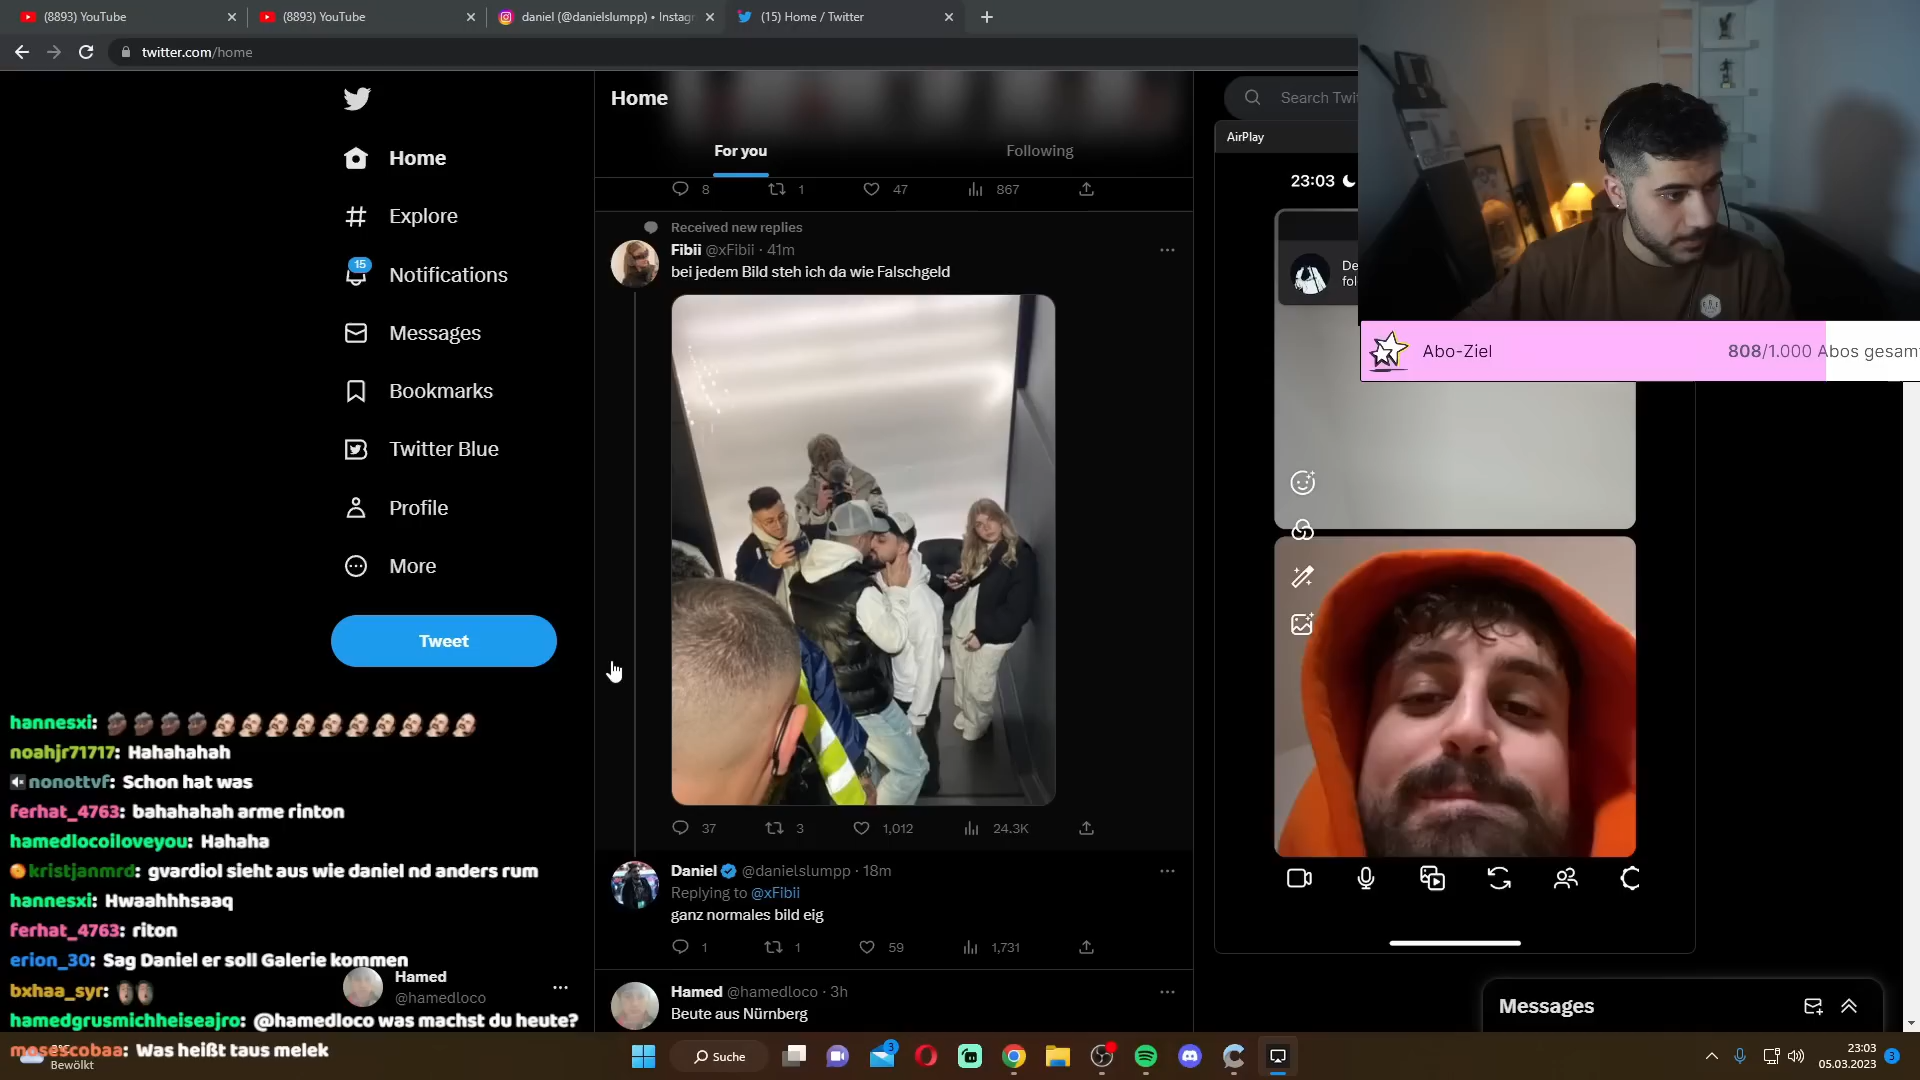 (8893) YouTube
(8893) YouTube
daniel (@danielslumpp) • Instagr
(15) Home / Twitter
twitter.com/home
Home
Explore
15
Notifications
Messages
Bookmarks
Twitter Blue
Profile
More
Tweet
Home
For you
Following
8 1 47 867
Received new replies
Fibii @xFibii · 41m
bei jedem Bild steh ich da wie Falschgeld
37 3 1,012 24.3K
Daniel @danielslumpp · 18m
Replying to @xFibii
ganz normales bild eig
1 1 59 1,731
Hamed @hamedloco · 3h
Beute aus Nürnberg
Search Twi
AirPlay
23:03
De
fol
Abo-Ziel
808/1.000 Abos gesamt
Messages
hannesxi:
noahjr71717: Hahahahah
nonottvf: Schon hat was
ferhat_4763: bahahahah arme rinton
hamedlocoiloveyou: Hahaha
kristjanmrd: gvardiol sieht aus wie daniel nd anders rum
hannesxi: Hwaahhhsaaq
ferhat_4763: riton
erion_30: Sag Daniel er soll Galerie kommen
Hamed
@hamedloco
bxhaa_syr:
hamedgrusmichheiseajro: @hamedloco was machst du heute?
mosescobaa: Was heißt taus melek
Bewölkt
Suche
3
23:03
05.03.2023
3